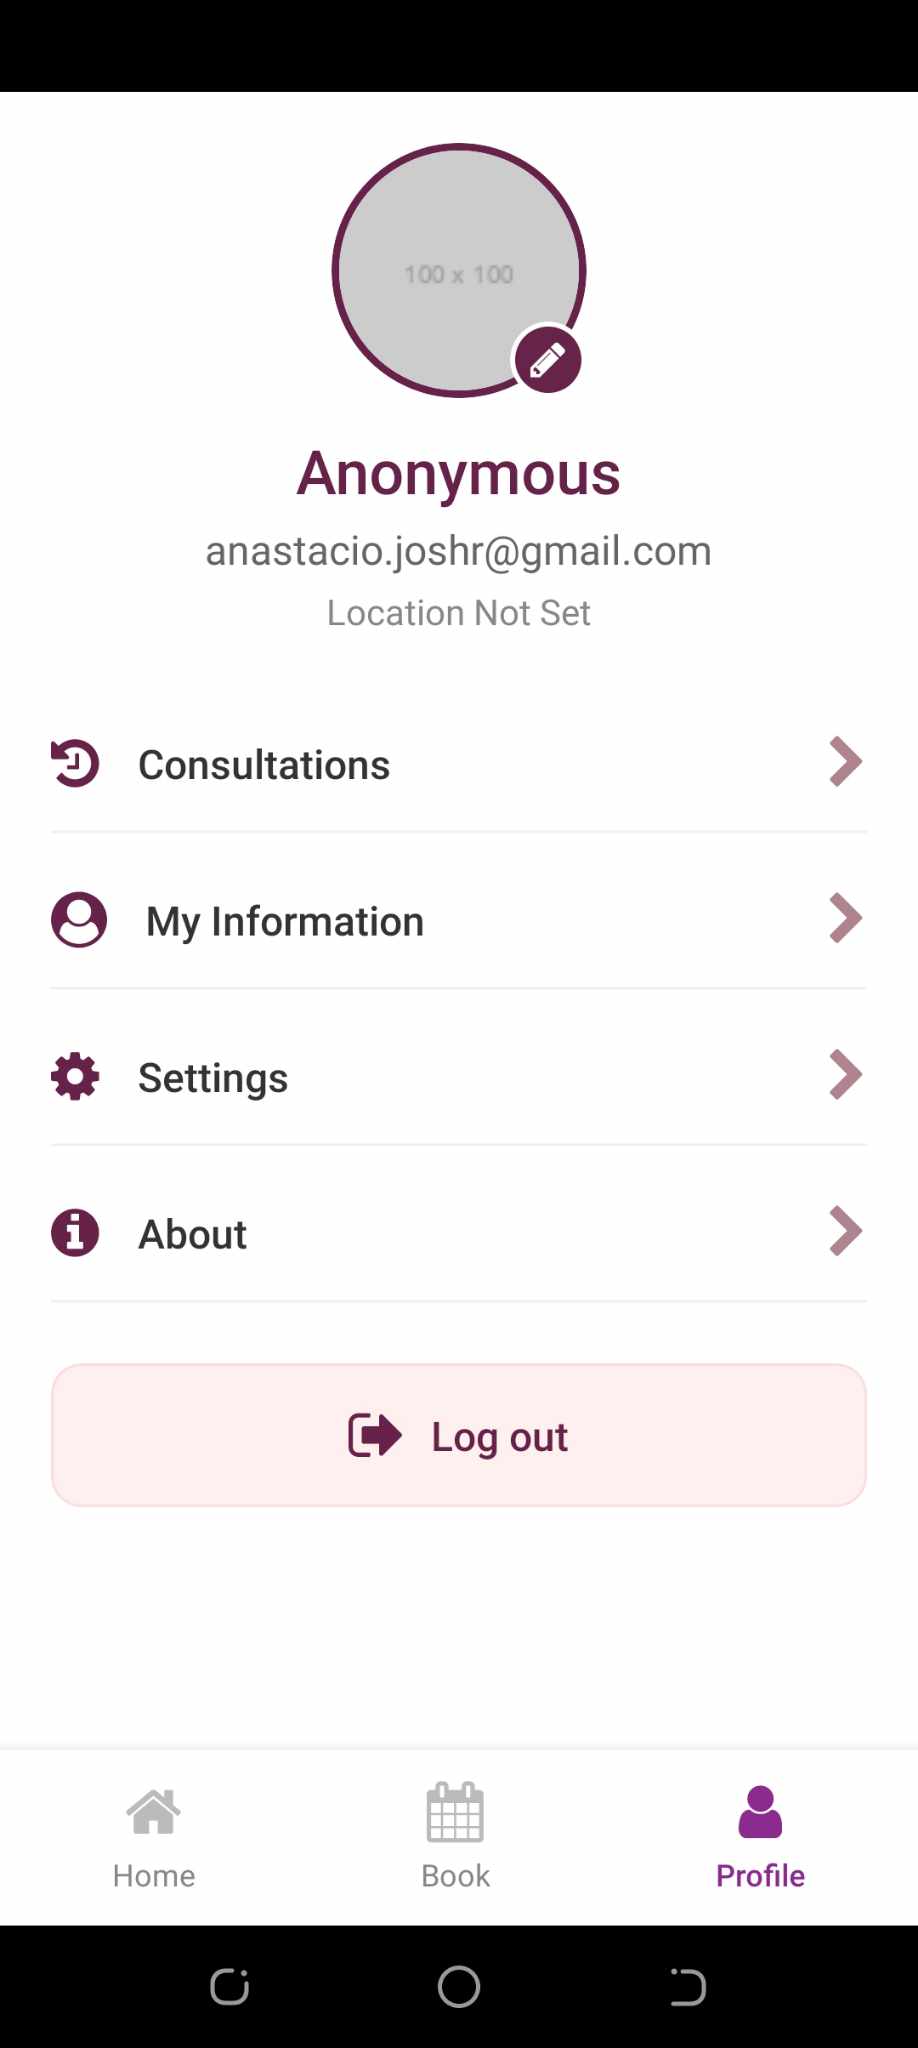 100 x 100
Anonymous
anastacio.joshr@gmail.com
Location Not Set
Consultations
My Information
Settings
About
Log out
Home
Book
Profile